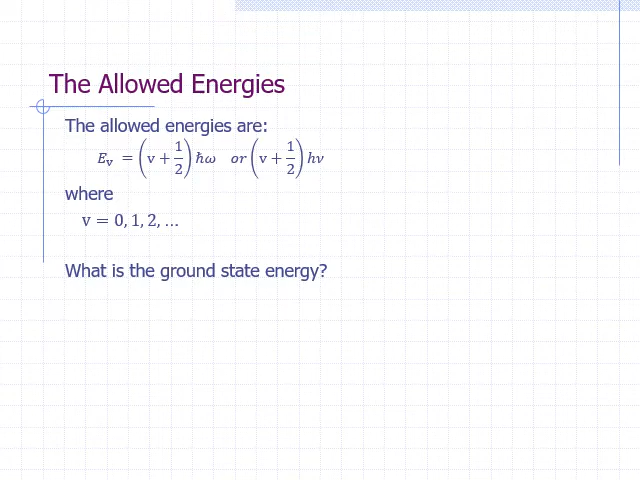 The Allowed Energies
The allowed energies are:
E_v = (v + 1/2) ħω or (v + 1/2) hν
where
v = 0, 1, 2, …
What is the ground state energy?